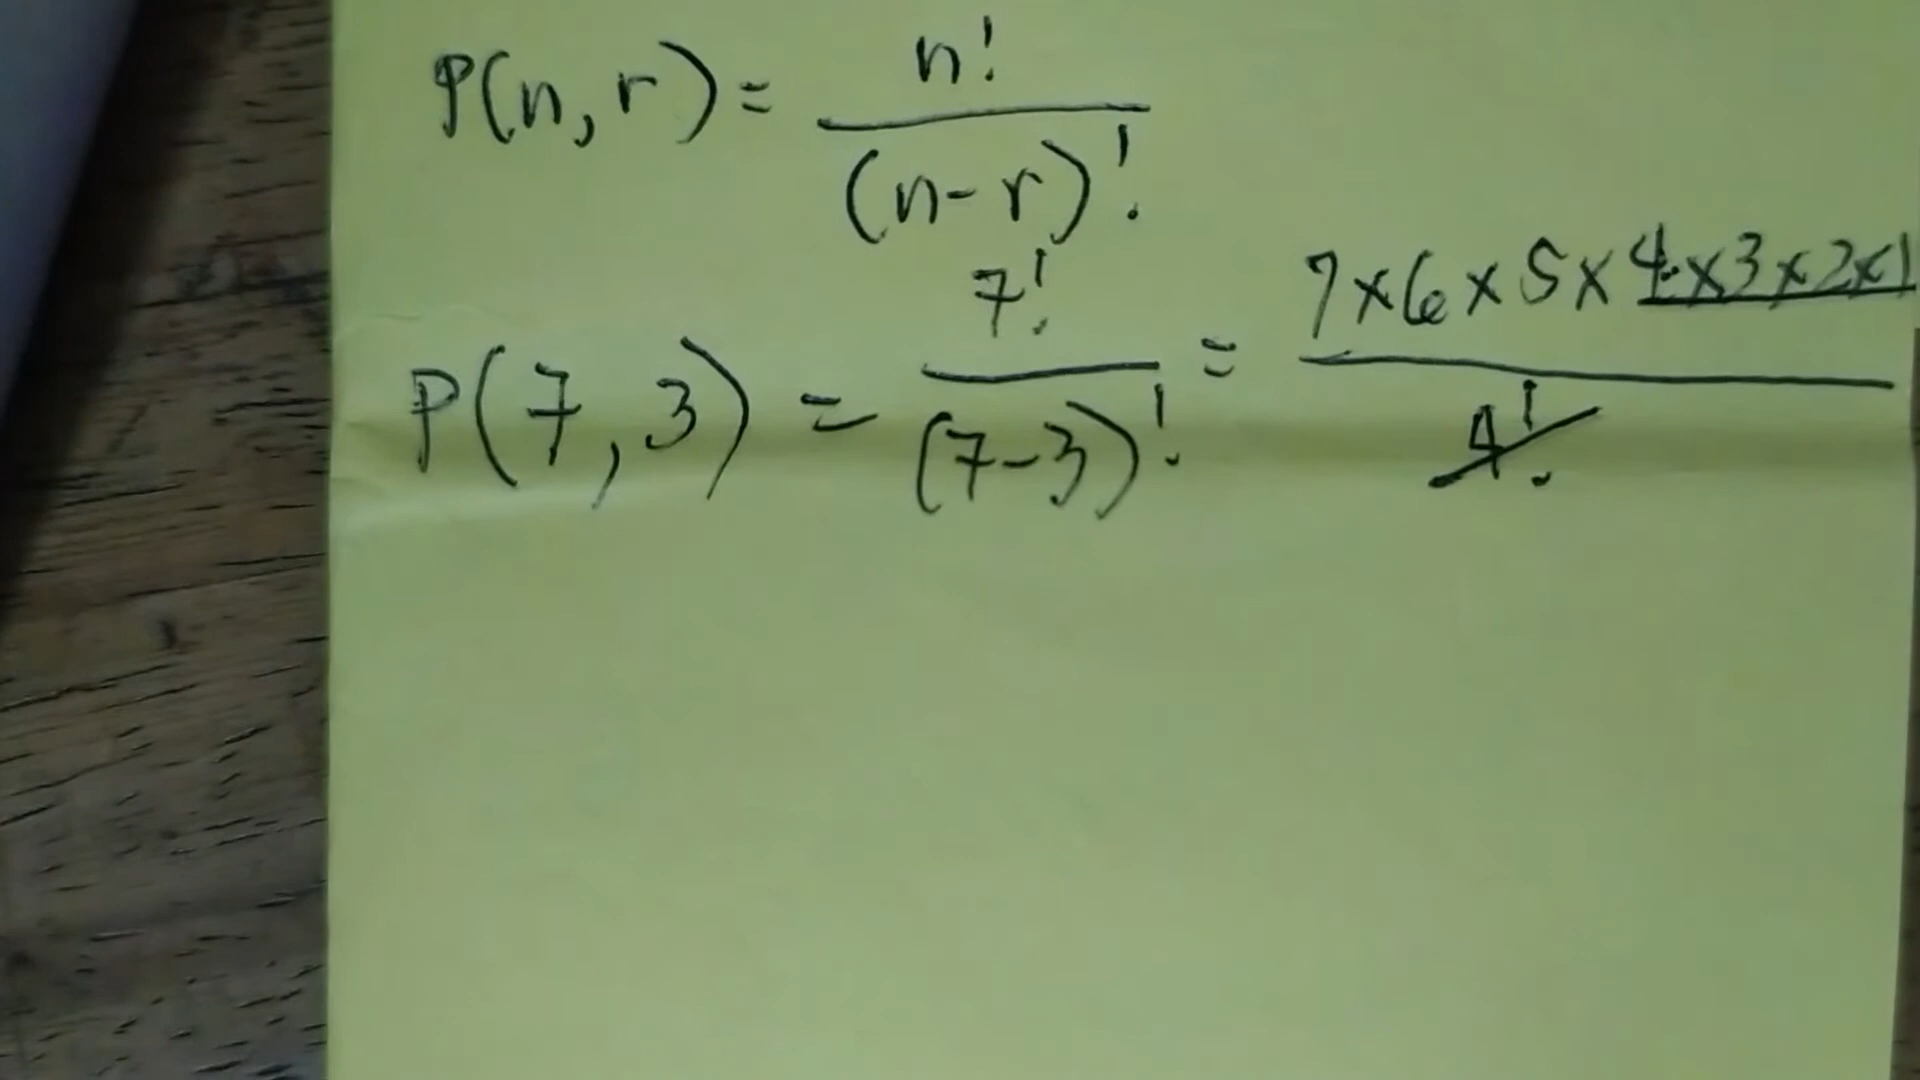 P(n,r) = n! / (n-r)!
P(7,3) = 7! / (7-3)! = 7×6×5×4×3×2×1 / 4!